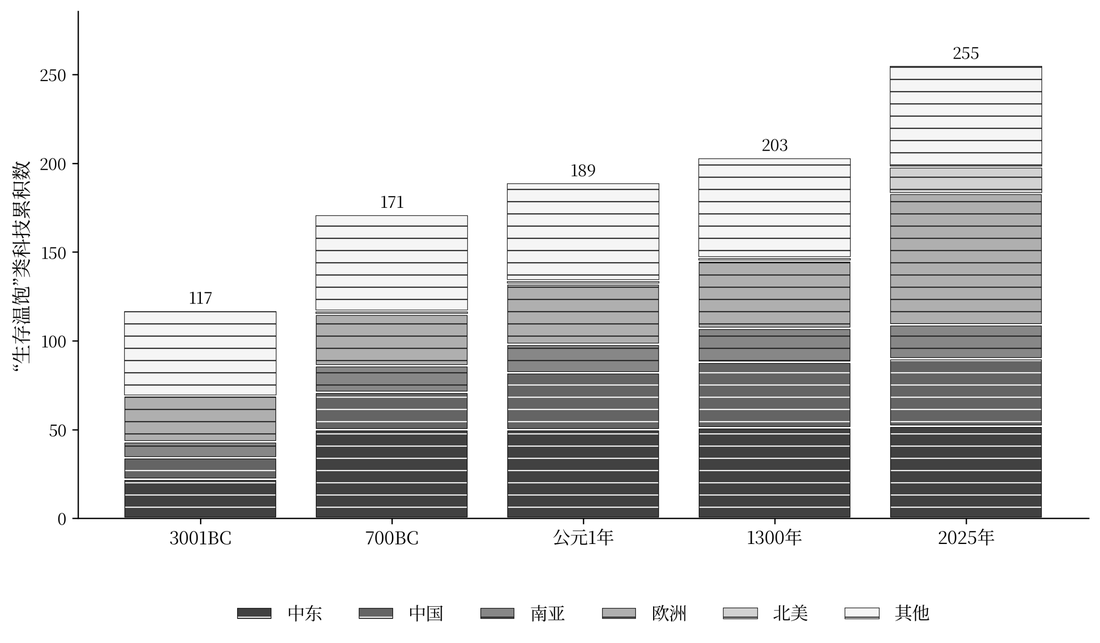 “生存温饱”类科技累积数
250
200
150
100
50
0
117
171
189
203
255
3001BC
700BC
公元1年
1300年
2025年
中东
中国
南亚
欧洲
北美
其他